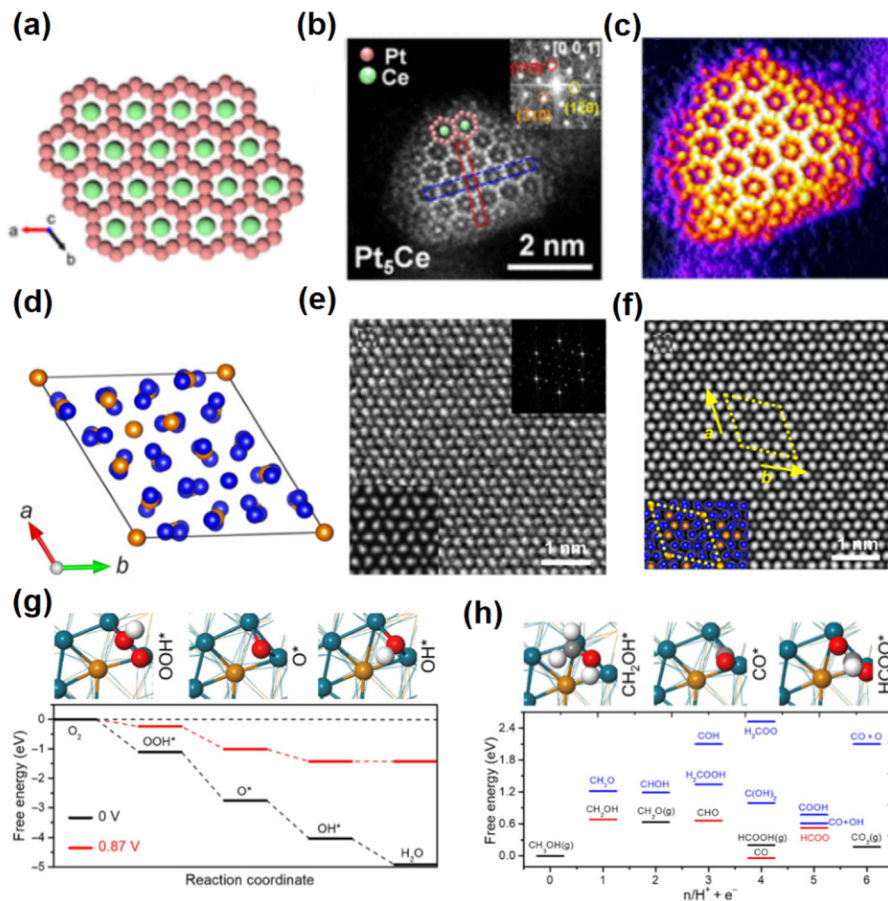 (a)
a
c
b
(b)
Pt
Ce
[0 0 1]
(110)
(210)
(120)
Pt5Ce
2 nm
(c)
(d)
a
b
(e)
1 nm
(f)
a
b
1 nm
(g)
OOH*
O*
OH*
Free energy (eV)
0
-1
-2
-3
-4
-5
O2
OOH*
O*
OH*
H2O
0 V
0.87 V
Reaction coordinate
(h)
CH2OH*
CO*
HCOO*
Free energy (eV)
2.4
1.8
1.2
0.6
0.0
CH3OH(g)
CH2O
CH2OH
CHOH
CH2O(g)
COH
H2COOH
CHO
H2COO
C(OH)2
HCOOH(g)
CO
COOH
CO+OH
HCOO
CO + O
CO2(g)
0 1 2 3 4 5 6
n/H+ + e-